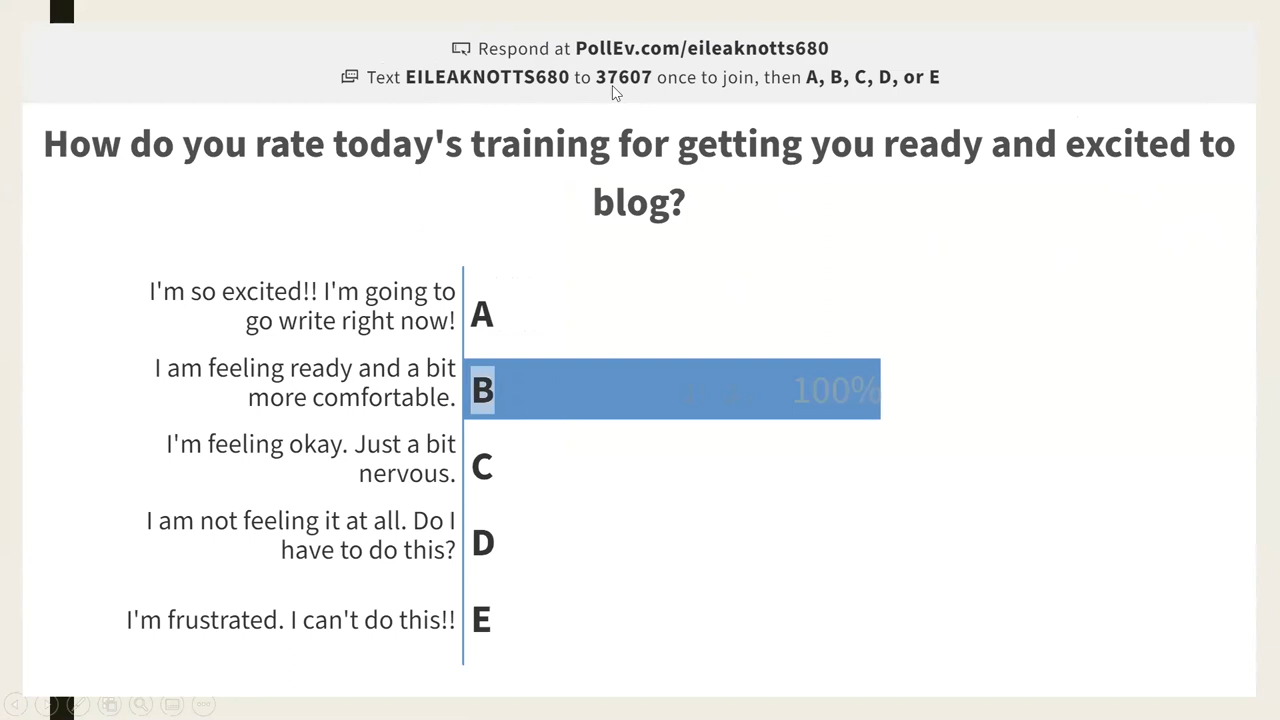 Respond at PollEv.com/eileaknotts680
Text EILEAKNOTTS680 to 37607 once to join, then A, B, C, D, or E
How do you rate today's training for getting you ready and excited to
blog?
I'm so excited!! I'm going to
go write right now!
A
I am feeling ready and a bit
more comfortable.
B
100%
I'm feeling okay. Just a bit
nervous.
C
I am not feeling it at all. Do I
have to do this?
D
I'm frustrated. I can't do this!!
E